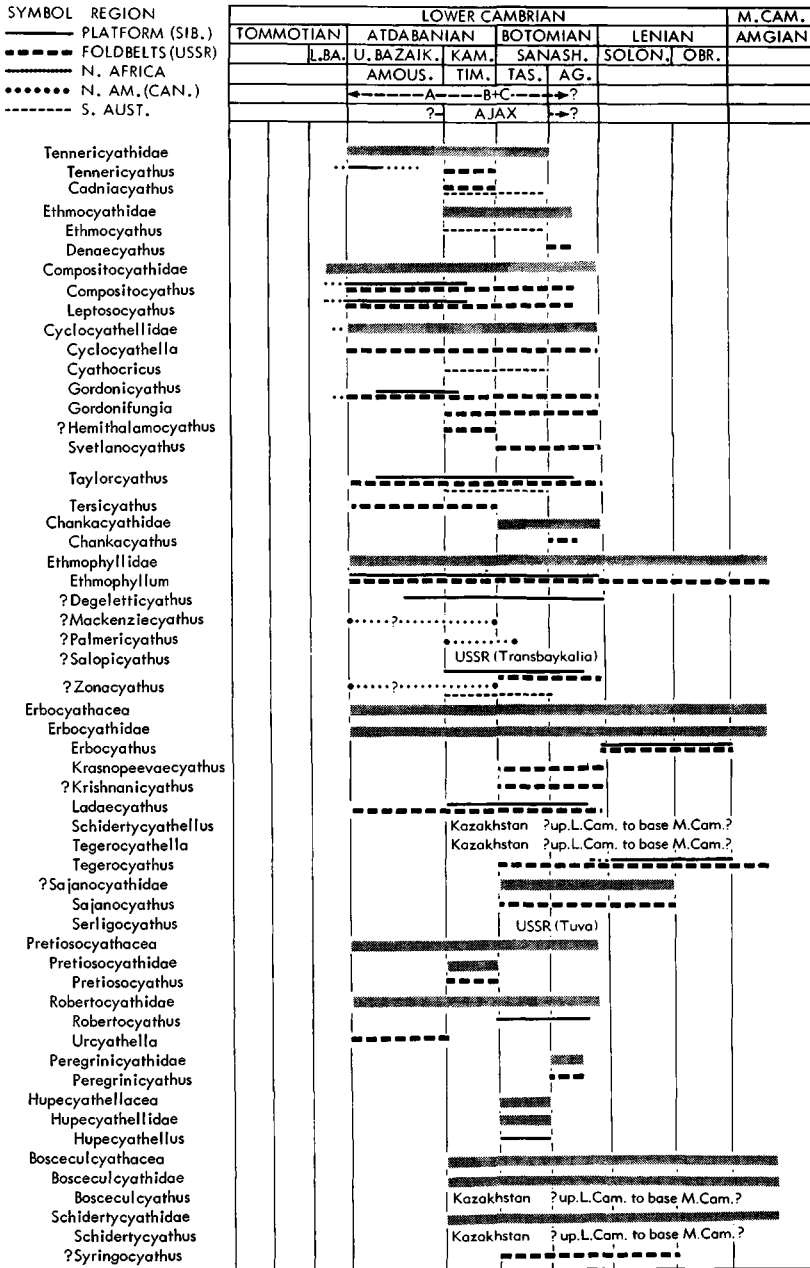 SYMBOL REGION
PLATFORM (SIB.)
FOLDBELTS (USSR)
N. AFRICA
N. AM. (CAN.)
S. AUST.
LOWER CAMBRIAN M. CAM.
TOMMOTIAN ATDABANIAN BOTOMIAN LENIAN AMGIAN
L.BA. U. BAZAIK. KAM. SANASH. SOLON. OBR.
AMOUS. TIM. TAS. AG.
A B+C ?
? AJAX ?
Tennericyathidae
Tennericyathus
Cadniacyathus
Ethmocyathidae
Ethmocyathus
Denaecyathus
Compositocyathidae
Compositocyathus
Leptosocyathus
Cyclocyathellidae
Cyclocyathella
Cyathocricus
Gordonicyathus
Gordonifungia
?Hemithalamocyathus
Svetlanocyathus
Taylorcyathus
Tersicyathus
Chankacyathidae
Chankacyathus
Ethmophyllidae
Ethmophyllum
?Degeletticyathus
?Mackenziecyathus ?
?Palmericyathus
?Salopicyathus USSR (Transbaykalia)
?Zonacyathus ?
Erbocyathacea
Erbocyathidae
Erbocyathus
Krasnopeevaecyathus
?Krishnanicyathus
Ladaecyathus
Schidertycyathellus Kazakhstan ?up.L.Cam. to base M.Cam.?
Tegerocyathella Kazakhstan ?up.L.Cam. to base M.Cam.?
Tegerocyathus
?Sajanocyathidae
Sajanocyathus
Serligocyathus USSR (Tuva)
Pretiosocyathacea
Pretiosocyathidae
Pretiosocyathus
Robertocyathidae
Robertocyathus
Urcyathella
Peregrinicyathidae
Peregrinicyathus
Hupecyathellacea
Hupecyathellidae
Hupecyathellus
Bosceculcyathacea
Bosceculcyathidae
Bosceculcyathus Kazakhstan ?up.L.Cam. to base M.Cam.?
Schidertycyathidae
Schidertycyathus Kazakhstan ?up.L.Cam. to base M.Cam.?
?Syringocyathus